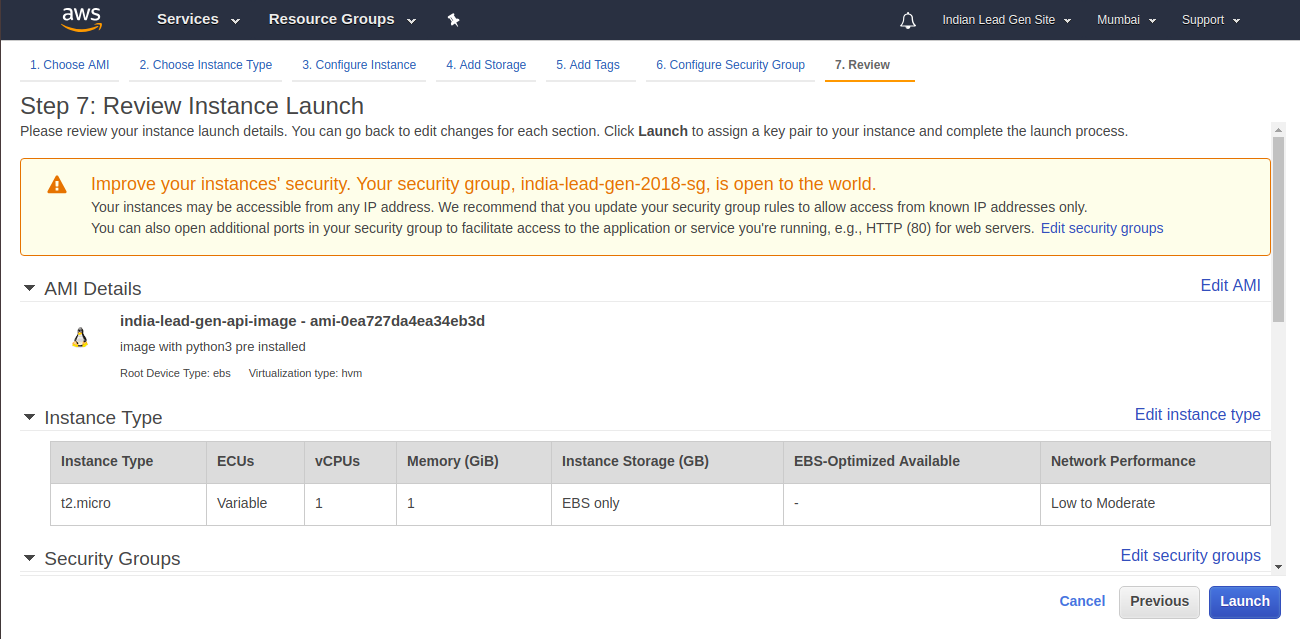 aws Services Resource Groups Indian Lead Gen Site Mumbai Support
1. Choose AMI 2. Choose Instance Type 3. Configure Instance 4. Add Storage 5. Add Tags 6. Configure Security Group 7. Review
Step 7: Review Instance Launch
Please review your instance launch details. You can go back to edit changes for each section. Click Launch to assign a key pair to your instance and complete the launch process.
Improve your instances' security. Your security group, india-lead-gen-2018-sg, is open to the world.
Your instances may be accessible from any IP address. We recommend that you update your security group rules to allow access from known IP addresses only.
You can also open additional ports in your security group to facilitate access to the application or service you're running, e.g., HTTP (80) for web servers. Edit security groups
AMI Details Edit AMI
india-lead-gen-api-image - ami-0ea727da4ea34eb3d
image with python3 pre installed
Root Device Type: ebs Virtualization type: hvm
Instance Type Edit instance type
Instance Type ECUs vCPUs Memory (GiB) Instance Storage (GB) EBS-Optimized Available Network Performance
t2.micro Variable 1 1 EBS only - Low to Moderate
Security Groups Edit security groups
Cancel Previous Launch